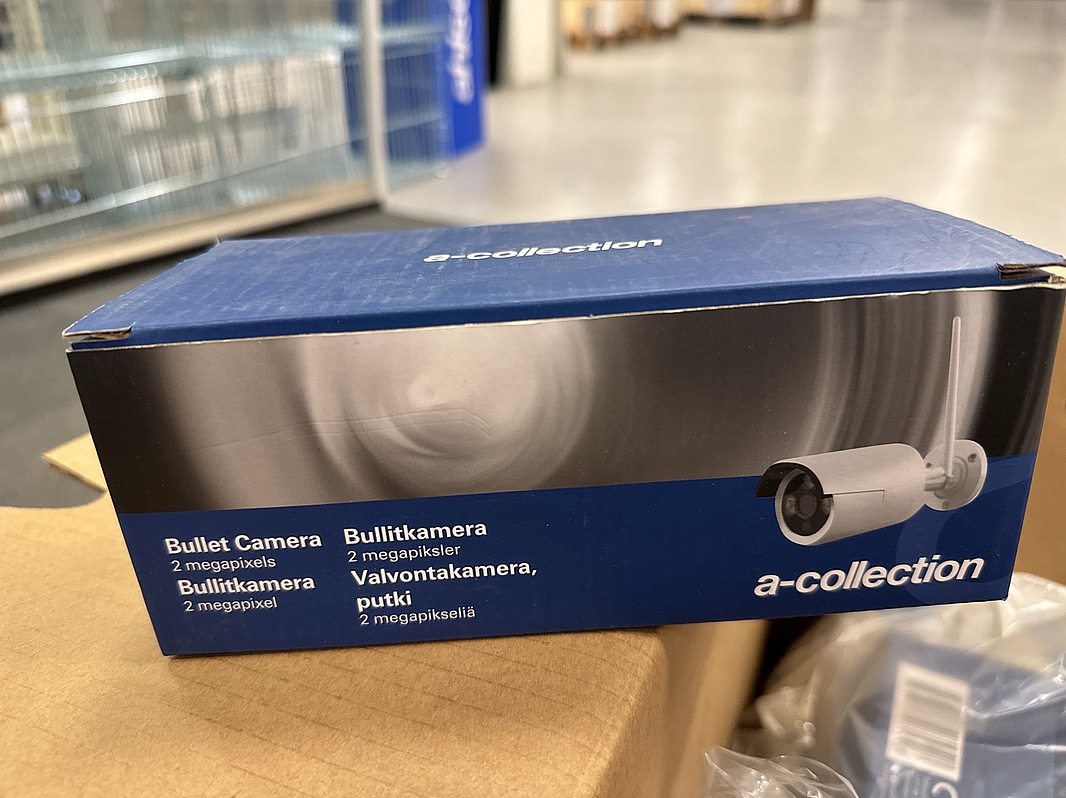 a-collection
Bullet Camera
2 megapixels
Bullitkamera
2 megapixel
Bullitkamera
2 megapiksler
Valvontakamera,
putki
2 megapikseliä
a-collection